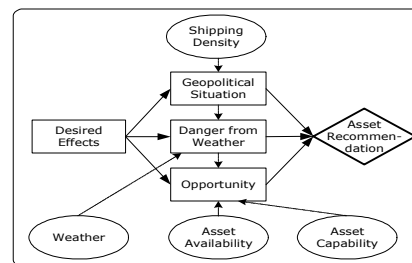 Shipping
Density
Geopolitical
Situation
Desired
Effects
Danger from
Weather
Asset
Recommen-
dation
Opportunity
Weather
Asset
Availability
Asset
Capability